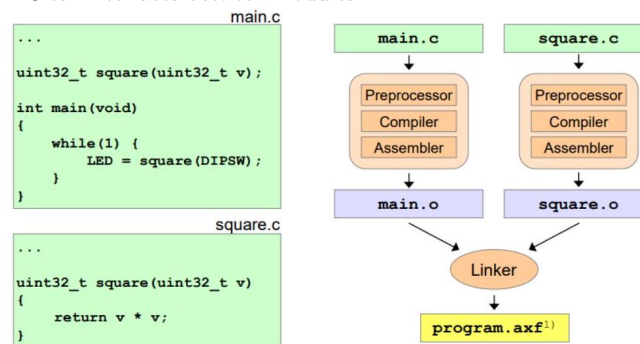 main.c
...
uint32_t square(uint32_t v);
int main(void)
{
while(1) {
LED = square(DIPSW);
}
}
square.c
...
uint32_t square(uint32_t v)
{
return v * v;
}
main.c
square.c
Preprocessor
Compiler
Assembler
Preprocessor
Compiler
Assembler
main.o
square.o
Linker
program.axf1)